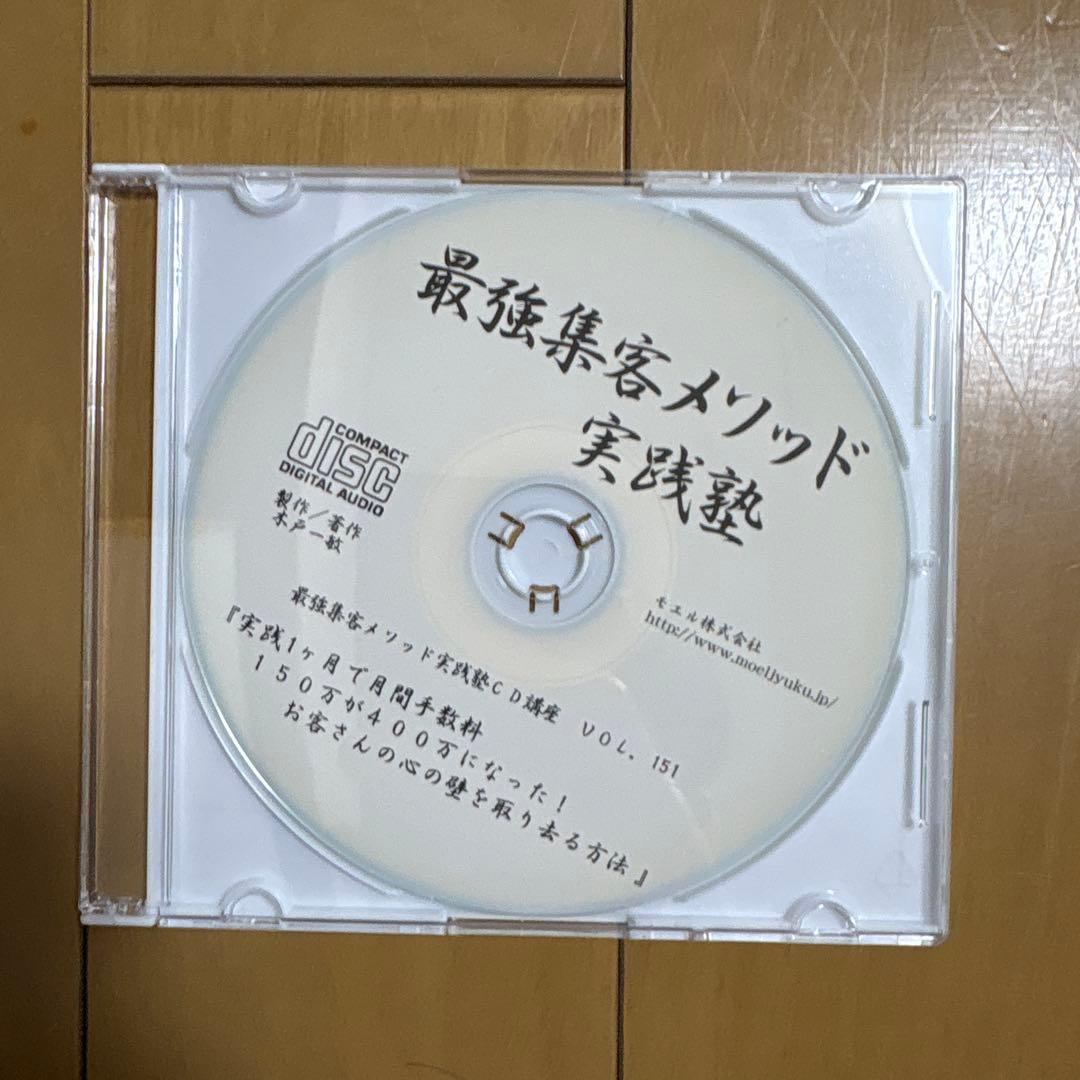 最強集客メソッド
実践塾
COMPACT
disc
DIGITAL AUDIO
製作／著作
木戸一敏
モエル株式会社
http://www.moeljyuku.jp/
最強集客メソッド実践塾ＣＤ講座　ＶＯＬ．151
『実践1ヶ月で月間手数料
１５０万が４００万になった！
お客さんの心の壁を取り去る方法』